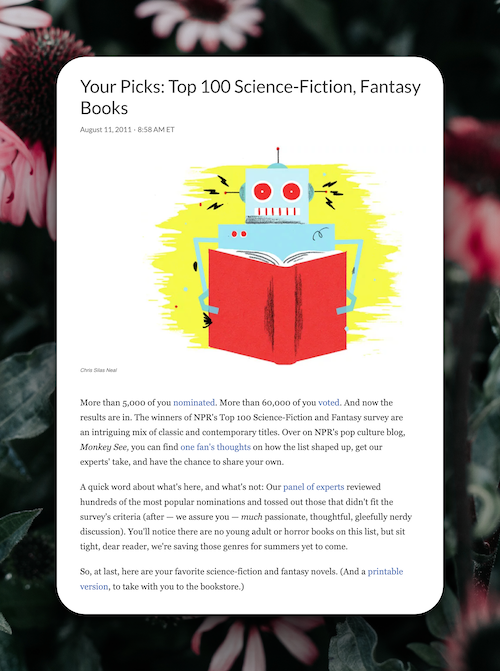 Your Picks: Top 100 Science-Fiction, Fantasy
Books
August 11, 2011 · 8:58 AM ET
Chris Silas Neal
More than 5,000 of you nominated. More than 60,000 of you voted. And now the
results are in. The winners of NPR's Top 100 Science-Fiction and Fantasy survey are
an intriguing mix of classic and contemporary titles. Over on NPR's pop culture blog,
Monkey See, you can find one fan's thoughts on how the list shaped up, get our
experts' take, and have the chance to share your own.
A quick word about what's here, and what's not: Our panel of experts reviewed
hundreds of the most popular nominations and tossed out those that didn't fit the
survey's criteria (after — we assure you — much passionate, thoughtful, gleefully nerdy
discussion). You'll notice there are no young adult or horror books on this list, but sit
tight, dear reader, we're saving those genres for summers yet to come.
So, at last, here are your favorite science-fiction and fantasy novels. (And a printable
version, to take with you to the bookstore.)